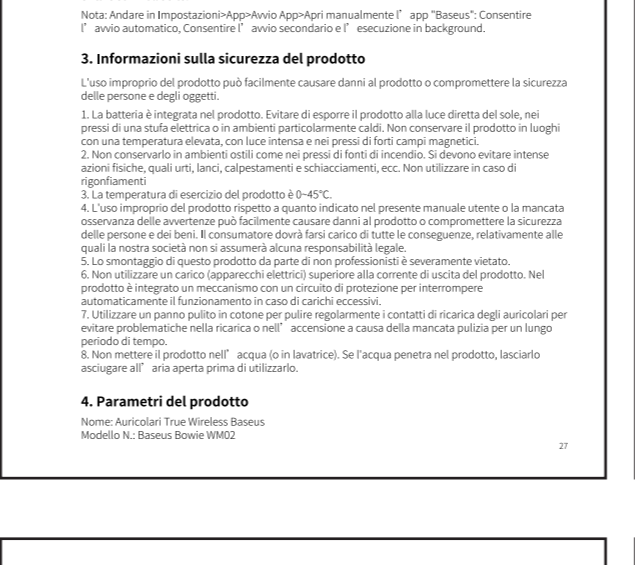 Nota: Andare in Impostazioni>App>Avvio App>Apri manualmente l’app "Baseus": Consentire
l’avvio automatico, Consentire l’avvio secondario e l’esecuzione in background.
3. Informazioni sulla sicurezza del prodotto
L'uso improprio del prodotto può facilmente causare danni al prodotto o compromettere la sicurezza
delle persone e degli oggetti.
1. La batteria è integrata nel prodotto. Evitare di esporre il prodotto alla luce diretta del sole, nei
pressi di una stufa elettrica o in ambienti particolarmente caldi. Non conservare il prodotto in luoghi
con una temperatura elevata, con luce intensa e nei pressi di forti campi magnetici.
2. Non conservarlo in ambienti ostili come nei pressi di fonti di incendio. Si devono evitare intense
azioni fisiche, quali urti, lanci, calpestamenti e schiacciamenti, ecc. Non utilizzare in caso di
rigonfiamenti
3. La temperatura di esercizio del prodotto è 0~45°C.
4. L'uso improprio del prodotto rispetto a quanto indicato nel presente manuale utente o la mancata
osservanza delle avvertenze può facilmente causare danni al prodotto o compromettere la sicurezza
delle persone e dei beni. Il consumatore dovrà farsi carico di tutte le conseguenze, relativamente alle
quali la nostra società non si assumerà alcuna responsabilità legale.
5. Lo smontaggio di questo prodotto da parte di non professionisti è severamente vietato.
6. Non utilizzare un carico (apparecchi elettrici) superiore alla corrente di uscita del prodotto. Nel
prodotto è integrato un meccanismo con un circuito di protezione per interrompere
automaticamente il funzionamento in caso di carichi eccessivi.
7. Utilizzare un panno pulito in cotone per pulire regolarmente i contatti di ricarica degli auricolari per
evitare problematiche nella ricarica o nell’accensione a causa della mancata pulizia per un lungo
periodo di tempo.
8. Non mettere il prodotto nell’acqua (o in lavatrice). Se l'acqua penetra nel prodotto, lasciarlo
asciugare all’aria aperta prima di utilizzarlo.
4. Parametri del prodotto
Nome: Auricolari True Wireless Baseus
Modello N.: Baseus Bowie WM02
27